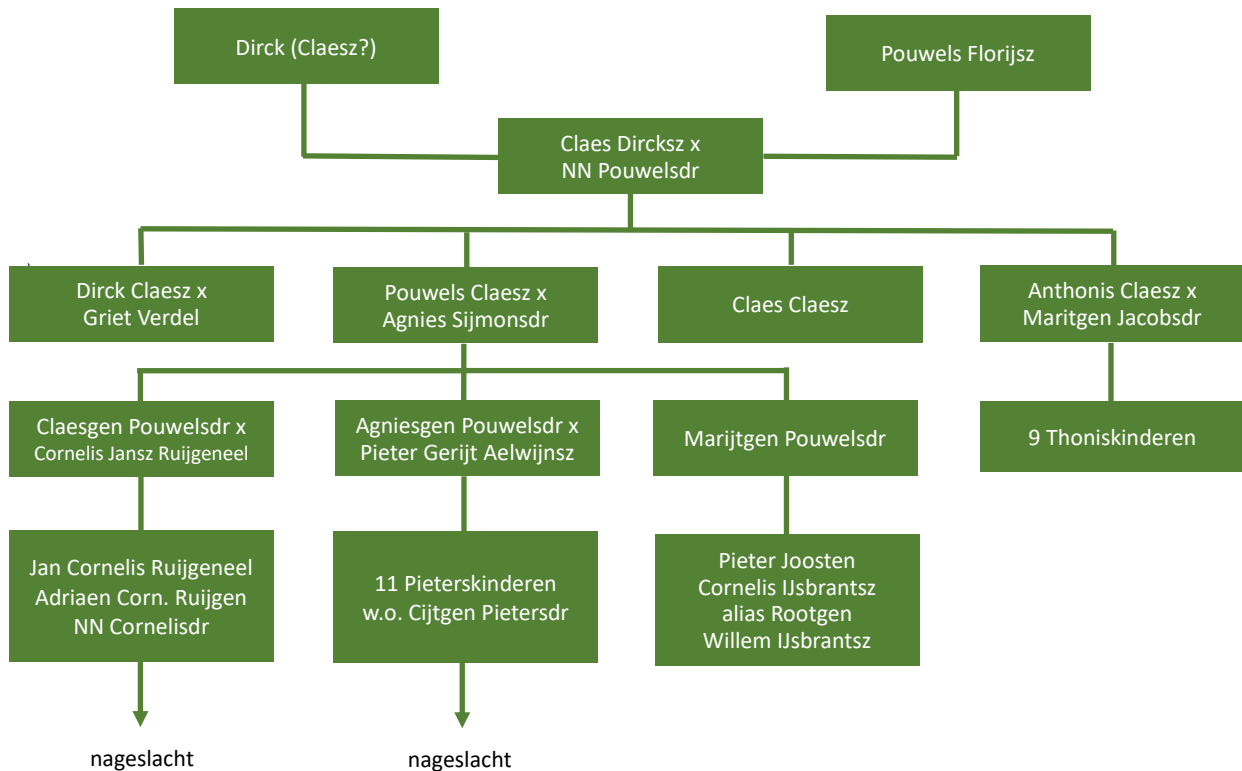 Dirck (Claesz?)
Pouwels Florijsz
Claes Dircksz x
NN Pouwelsdr
Dirck Claesz x
Griet Verdel
Pouwels Claesz x
Agnies Sijmonsdr
Claes Claesz
Anthonis Claesz x
Maritgen Jacobsdr
Claesgen Pouwelsdr x
Cornelis Jansz Ruijgeneel
Agniesgen Pouwelsdr x
Pieter Gerijt Aelwijnsz
Marijtgen Pouwelsdr
9 Thoniskinderen
Jan Cornelis Ruijgeneel
Adriaen Corn. Ruijgen
NN Cornelisdr
11 Pieterskinderen
w.o. Cijtgen Pietersdr
Pieter Joosten
Cornelis IJsbrantsz
alias Rootgen
Willem IJsbrantsz
nageslacht
nageslacht